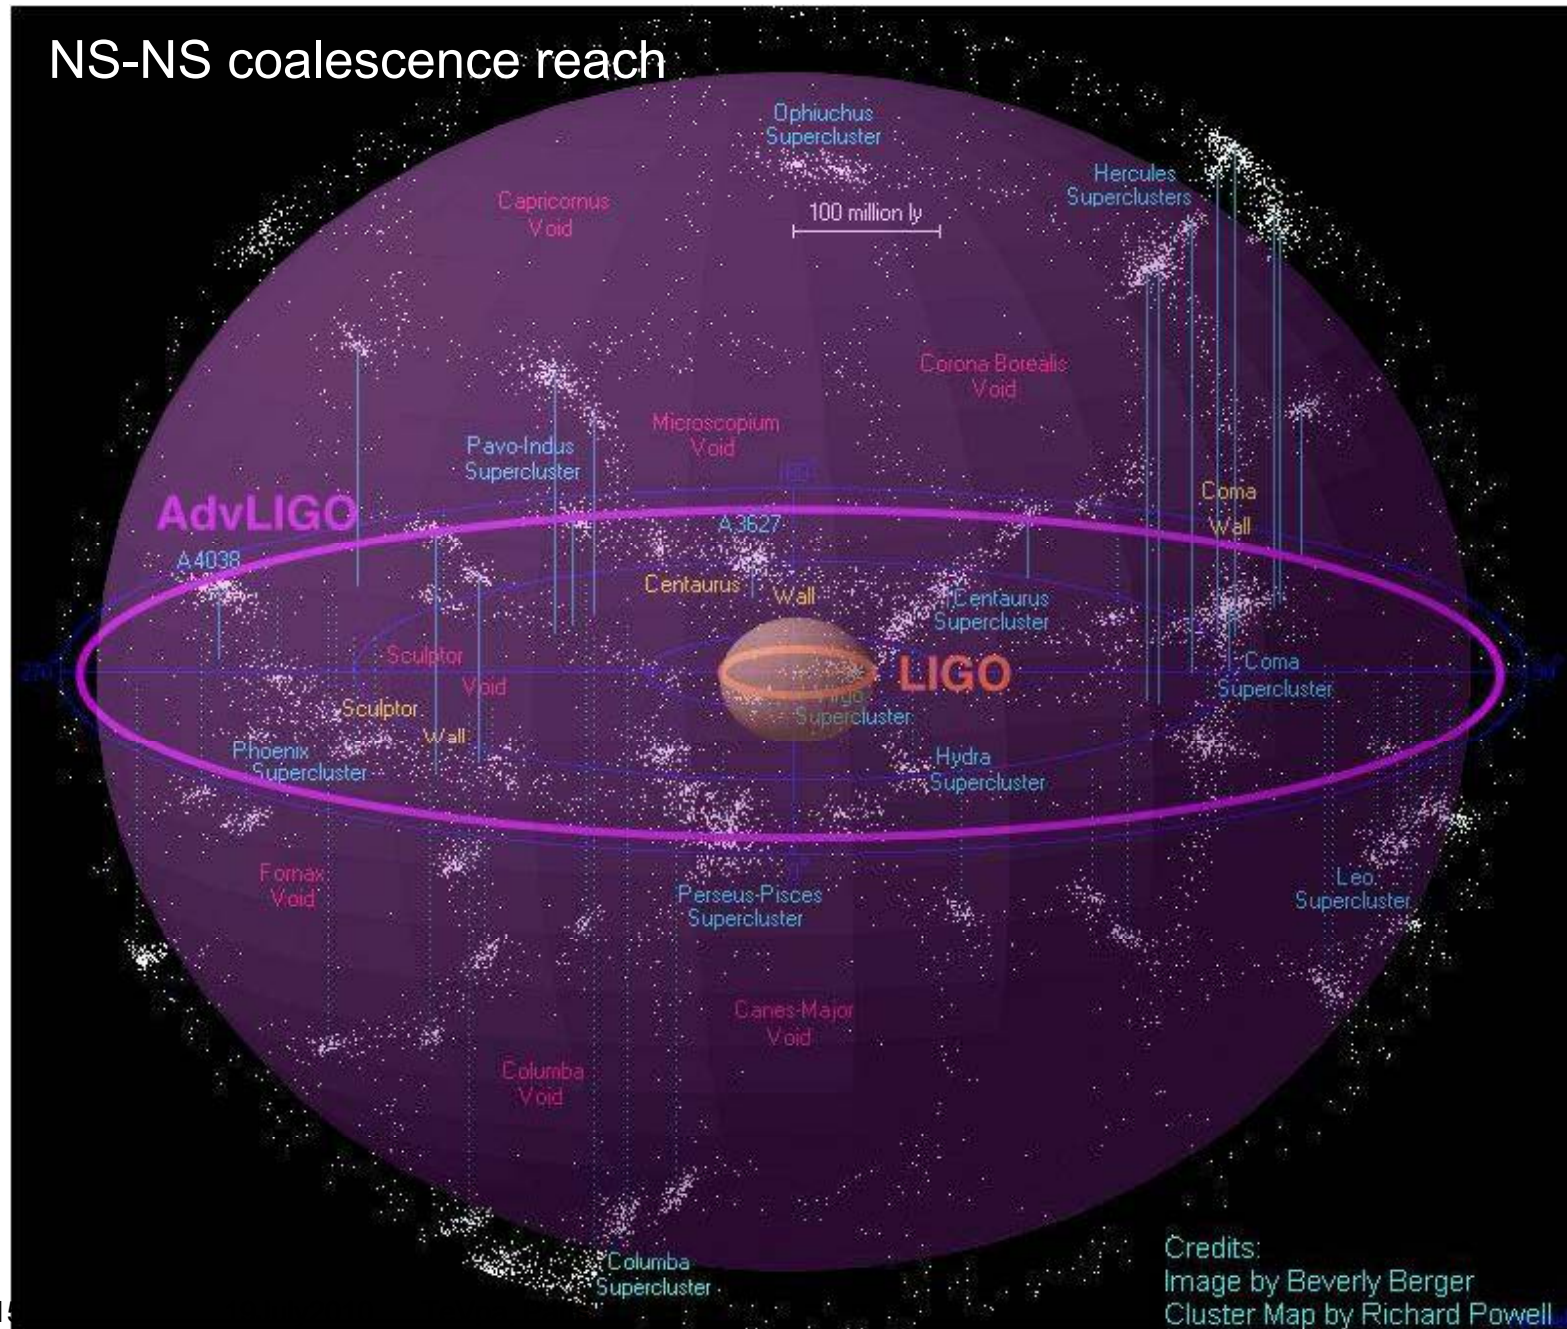 NS-NS coalescence reach
Ophiuchus
Supercluster
Hercules
Superclusters
Capricornus
Void
100 million ly
Corona-Borealis
Void
Microscopium
Void
Pavo-Indus
Supercluster
Coma
Wall
AdvLIGO
A3627
A4038
Centaurus
Wall
Centaurus
Supercluster
Sculptor
Void
LIGO
Coma
Supercluster
Virgo
Supercluster
Sculptor
Wall
Phoenix
Supercluster
Hydra
Supercluster
Fornax
Void
Perseus-Pisces
Supercluster
Leo
Supercluster
Canes-Major
Void
Columba
Void
Columba
Supercluster
Credits:
Image by Beverly Berger
Cluster Map by Richard Powell